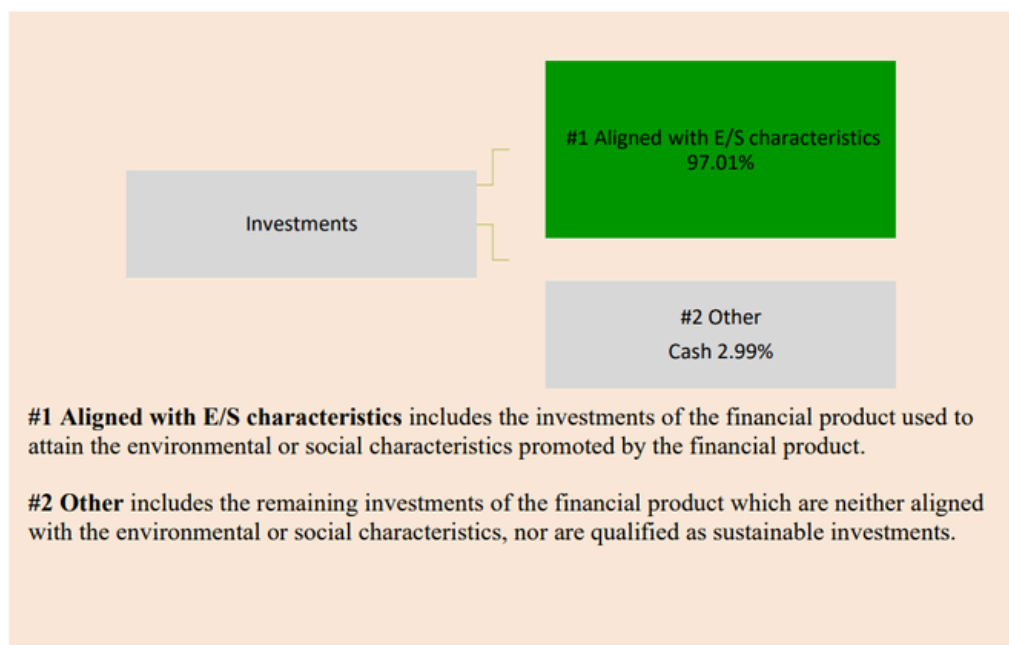 #1 Aligned with E/S characteristics
97.01%
Investments
#2 Other
Cash 2.99%
#1 Aligned with E/S characteristics includes the investments of the financial product used to
attain the environmental or social characteristics promoted by the financial product.
#2 Other includes the remaining investments of the financial product which are neither aligned
with the environmental or social characteristics, nor are qualified as sustainable investments.